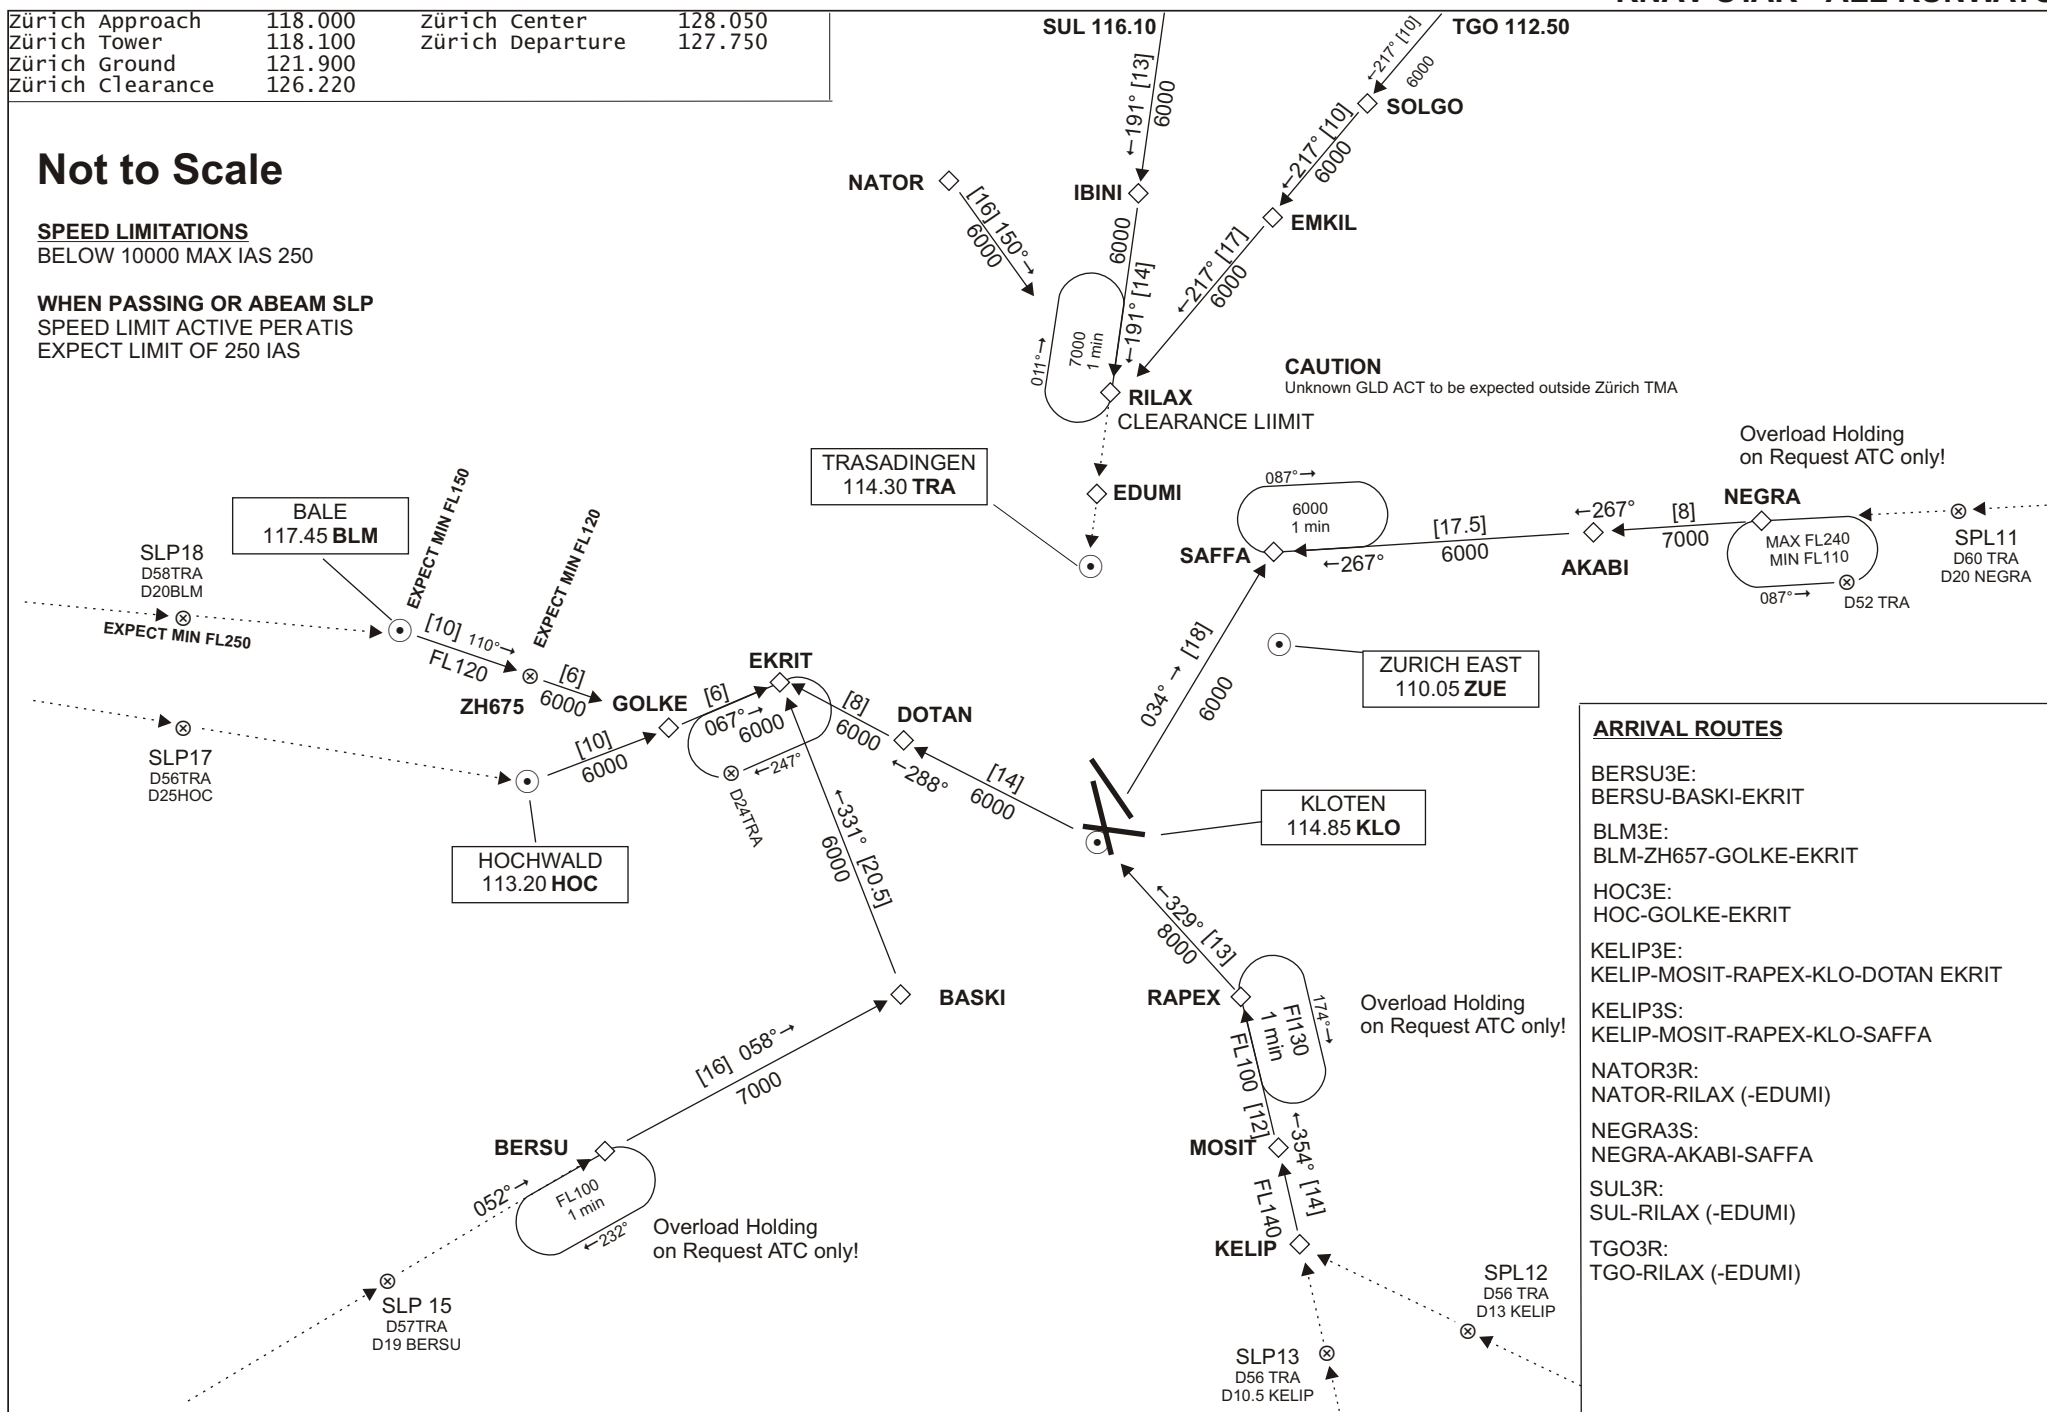 RNAV STAR - ALL RUNWAYS
Zürich Approach 118.000 Zürich Center 128.050
Zürich Tower 118.100 Zürich Departure 127.750
Zürich Ground 121.900
Zürich Clearance 126.220
SUL 116.10
TGO 112.50
←217° [10]
6000
←191° [13]
6000
SOLGO
←217° [10]
6000
Not to Scale
NATOR
IBINI
EMKIL
[16] 150°→
6000
6000
←191° [14]
←217° [17]
6000
SPEED LIMITATIONS
BELOW 10000 MAX IAS 250
WHEN PASSING OR ABEAM SLP
SPEED LIMIT ACTIVE PER ATIS
EXPECT LIMIT OF 250 IAS
011°→
7000
1 min
RILAX
CLEARANCE LIIMIT
CAUTION
Unknown GLD ACT to be expected outside Zürich TMA
Overload Holding
on Request ATC only!
TRASADINGEN
114.30 TRA
EDUMI
087°→
6000
1 min
SAFFA
←267°
[17.5]
6000
←267°
AKABI
[8]
7000
NEGRA
MAX FL240
MIN FL110
087°→
D52 TRA
SPL11
D60 TRA
D20 NEGRA
BALE
117.45 BLM
EXPECT MIN FL150
EXPECT MIN FL120
SLP18
D58TRA
D20BLM
EXPECT MIN FL250
[10] 110°→
FL120
ZH675
[6]
6000
GOLKE
EKRIT
[6]
067°→
6000
←247°
D24TRA
[8]
6000
DOTAN
←288°
[14]
6000
034° → [18]
6000
ZURICH EAST
110.05 ZUE
SLP17
D56TRA
D25HOC
[10]
6000
HOCHWALD
113.20 HOC
←331° [20.5]
6000
KLOTEN
114.85 KLO
←329° [13]
8000
BASKI
RAPEX
FL100 [12]
Fl130
1 min
174°→
Overload Holding
on Request ATC only!
[16] 058°→
7000
BERSU
052°→
FL100
1 min
←232°
Overload Holding
on Request ATC only!
MOSIT
←354° [14]
FL140
KELIP
SLP 15
D57TRA
D19 BERSU
SPL12
D56 TRA
D13 KELIP
SLP13
D56 TRA
D10.5 KELIP
ARRIVAL ROUTES
BERSU3E:
BERSU-BASKI-EKRIT
BLM3E:
BLM-ZH657-GOLKE-EKRIT
HOC3E:
HOC-GOLKE-EKRIT
KELIP3E:
KELIP-MOSIT-RAPEX-KLO-DOTAN EKRIT
KELIP3S:
KELIP-MOSIT-RAPEX-KLO-SAFFA
NATOR3R:
NATOR-RILAX (-EDUMI)
NEGRA3S:
NEGRA-AKABI-SAFFA
SUL3R:
SUL-RILAX (-EDUMI)
TGO3R:
TGO-RILAX (-EDUMI)